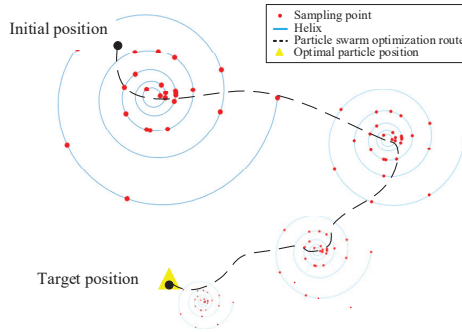 Initial position
Sampling point
Helix
Particle swarm optimization route
Optimal particle position
Target position